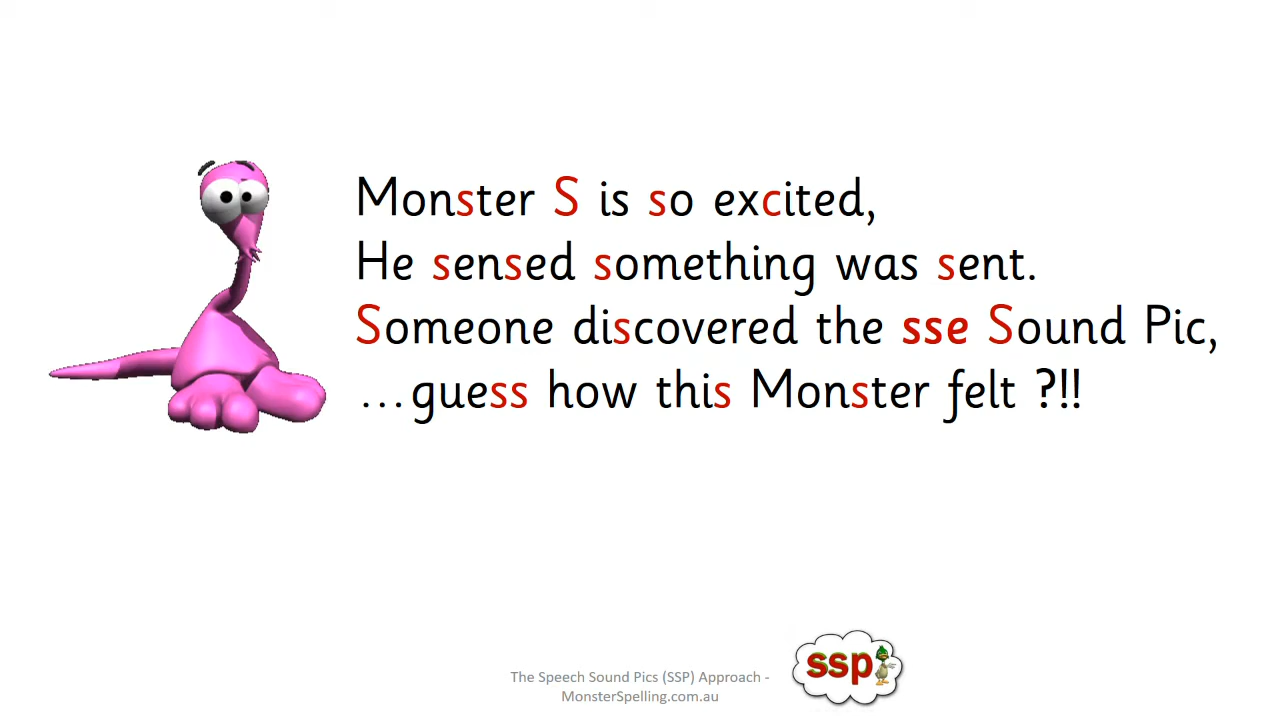 Monster S is so excited,
He sensed something was sent.
Someone discovered the sse Sound Pic,
...guess how this Monster felt ?!!
The Speech Sound Pics (SSP) Approach -
MonsterSpelling.com.au
ssp